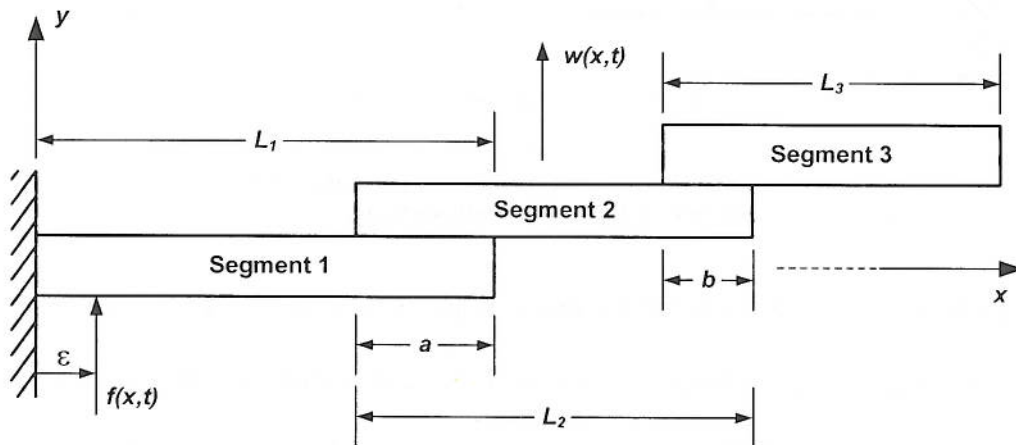 y
w(x,t)
L3
L1
Segment 3
Segment 2
Segment 1
x
b
a
ε
f(x,t)
L2